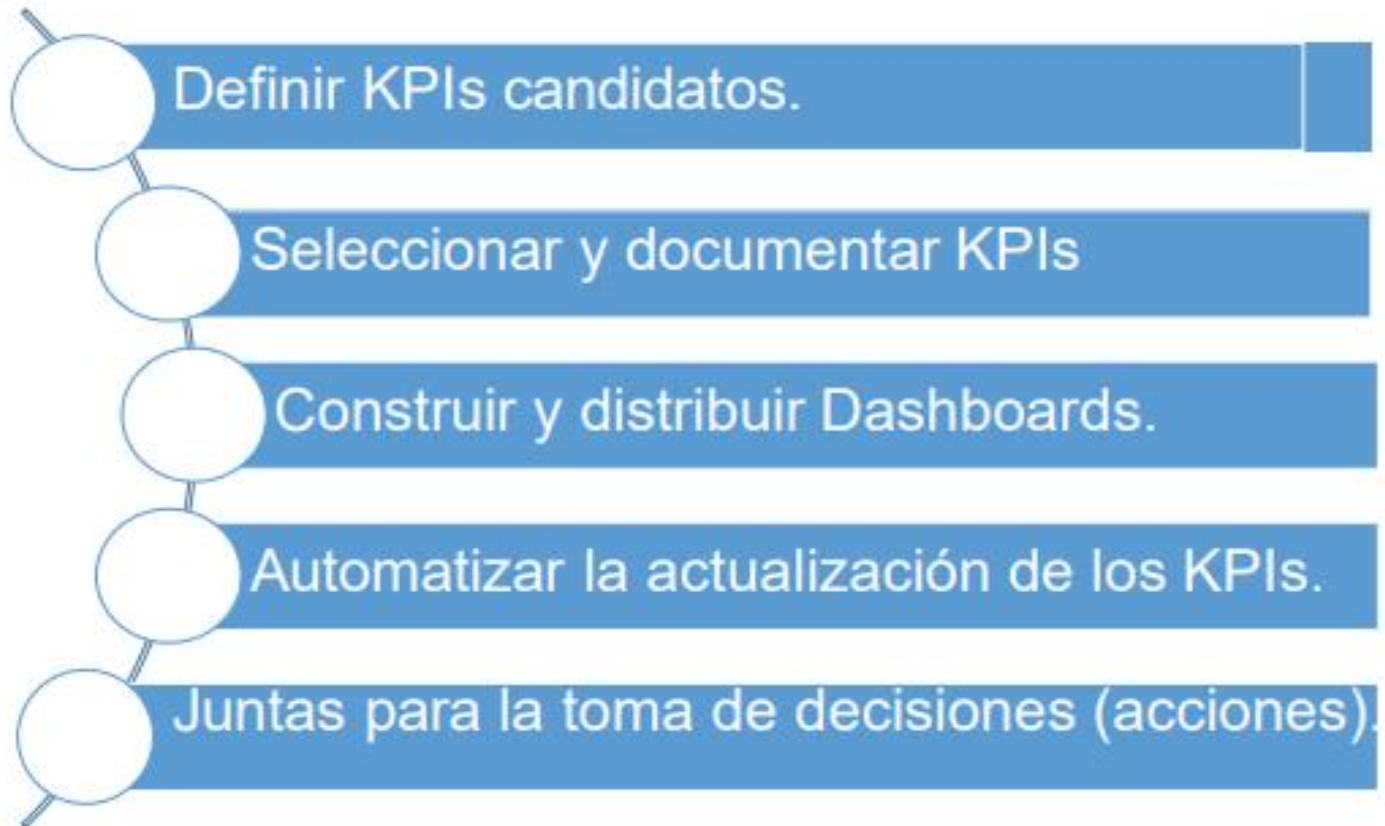 Definir KPIs candidatos.
Seleccionar y documentar KPIs
Construir y distribuir Dashboards.
Automatizar la actualización de los KPIs.
Juntas para la toma de decisiones (acciones).